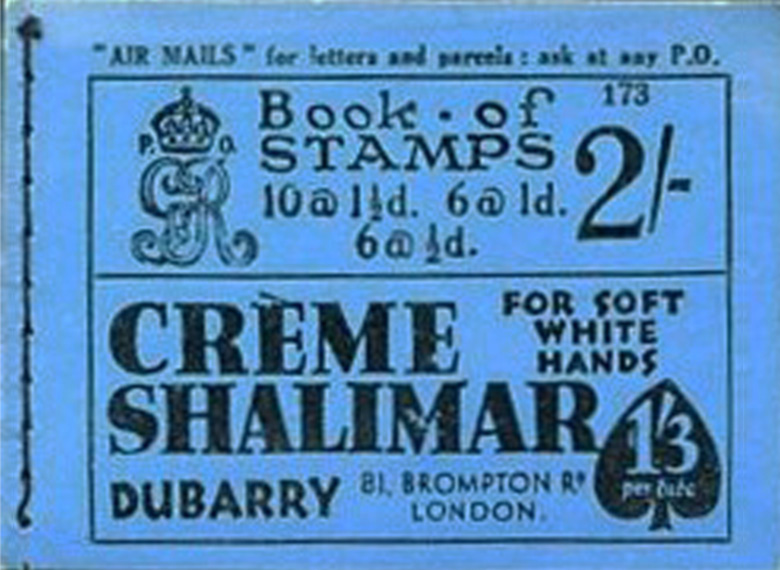 "AIR MAILS" for letters and parcels: ask at any P.O.
173
P. O.
GR
Book · of
STAMPS
2/-
10 @ 1½d. 6 @ 1d.
6 @ ½d.
CRÈME
SHALIMAR
FOR SOFT
WHITE
HANDS
1/3
per tube
DUBARRY
81, BROMPTON Rᴰ
LONDON.